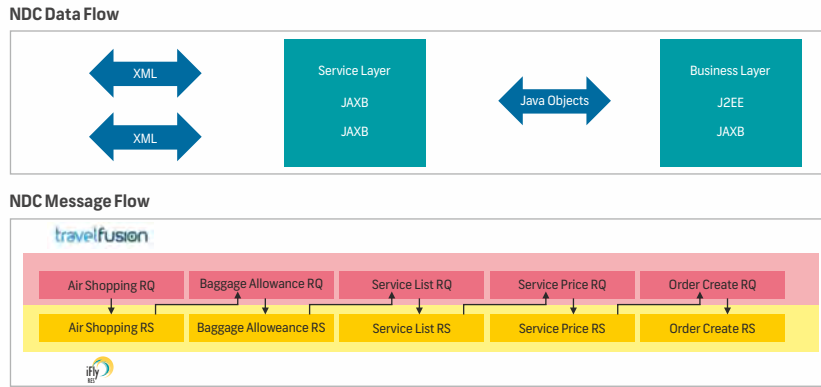 NDC Data Flow
XML
Service Layer
JAXB
JAXB
Java Objects
Business Layer
J2EE
JAXB
XML
NDC Message Flow
travelfusion
Air Shopping RQ
Baggage Allowance RQ
Service List RQ
Service Price RQ
Order Create RQ
Air Shopping RS
Baggage Alloweance RS
Service List RS
Service Price RS
Order Create RS
iFly
RES